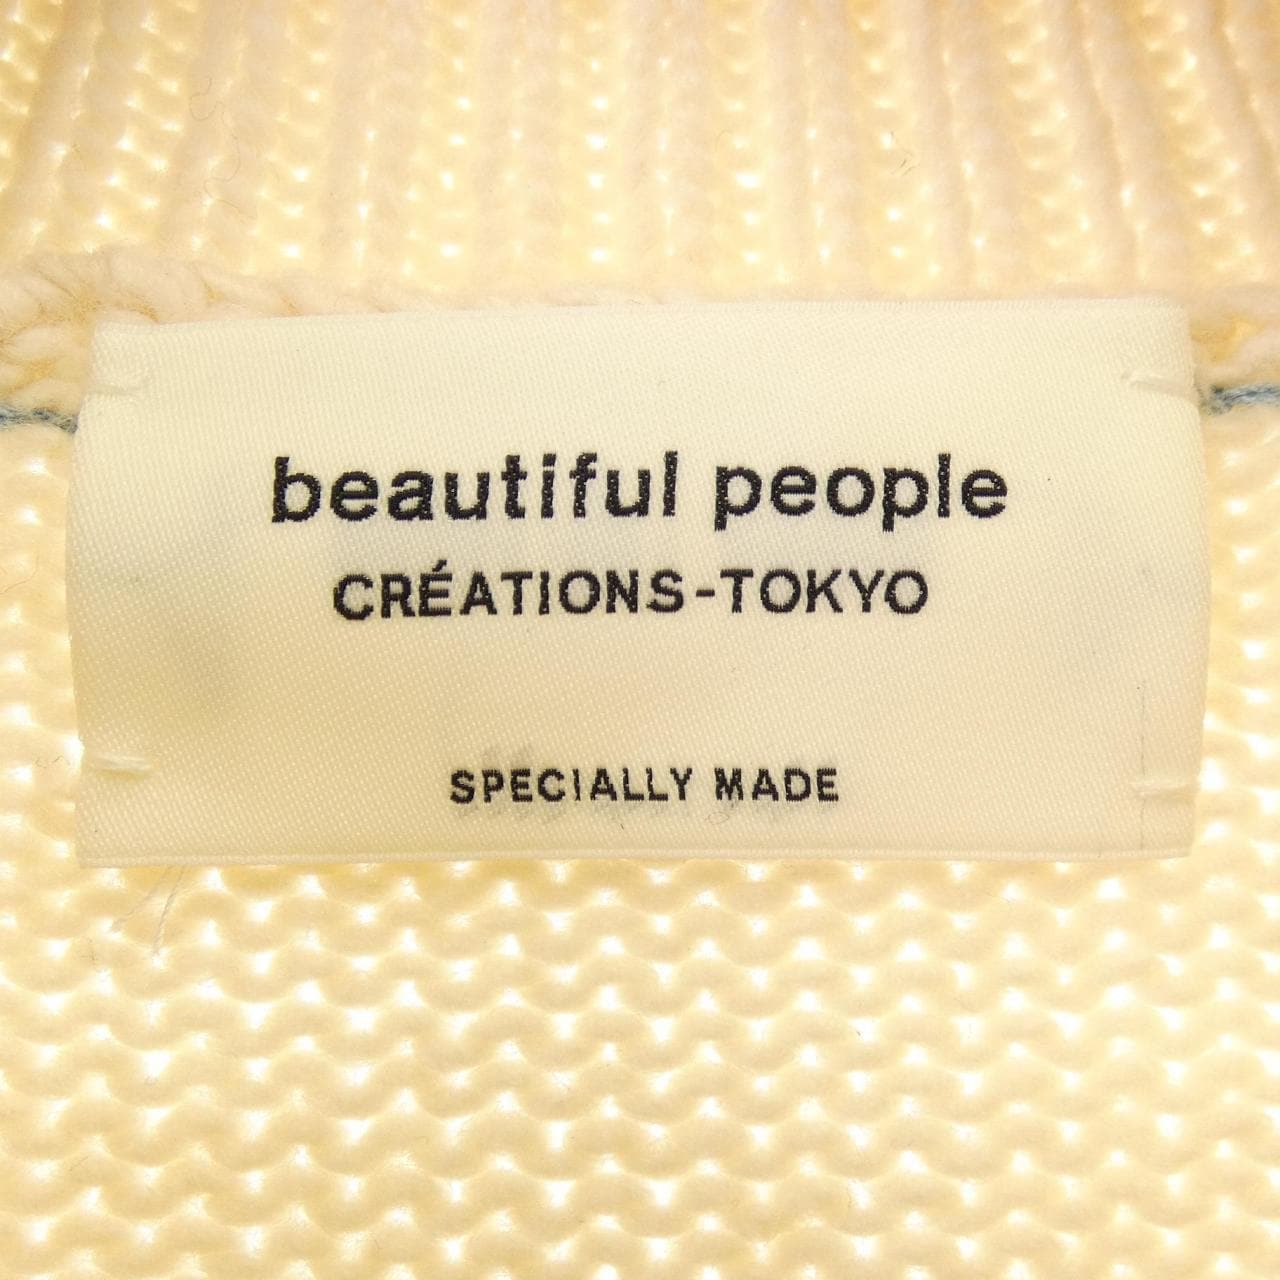 beautiful people
CRÉATIONS-TOKYO
SPECIALLY MADE